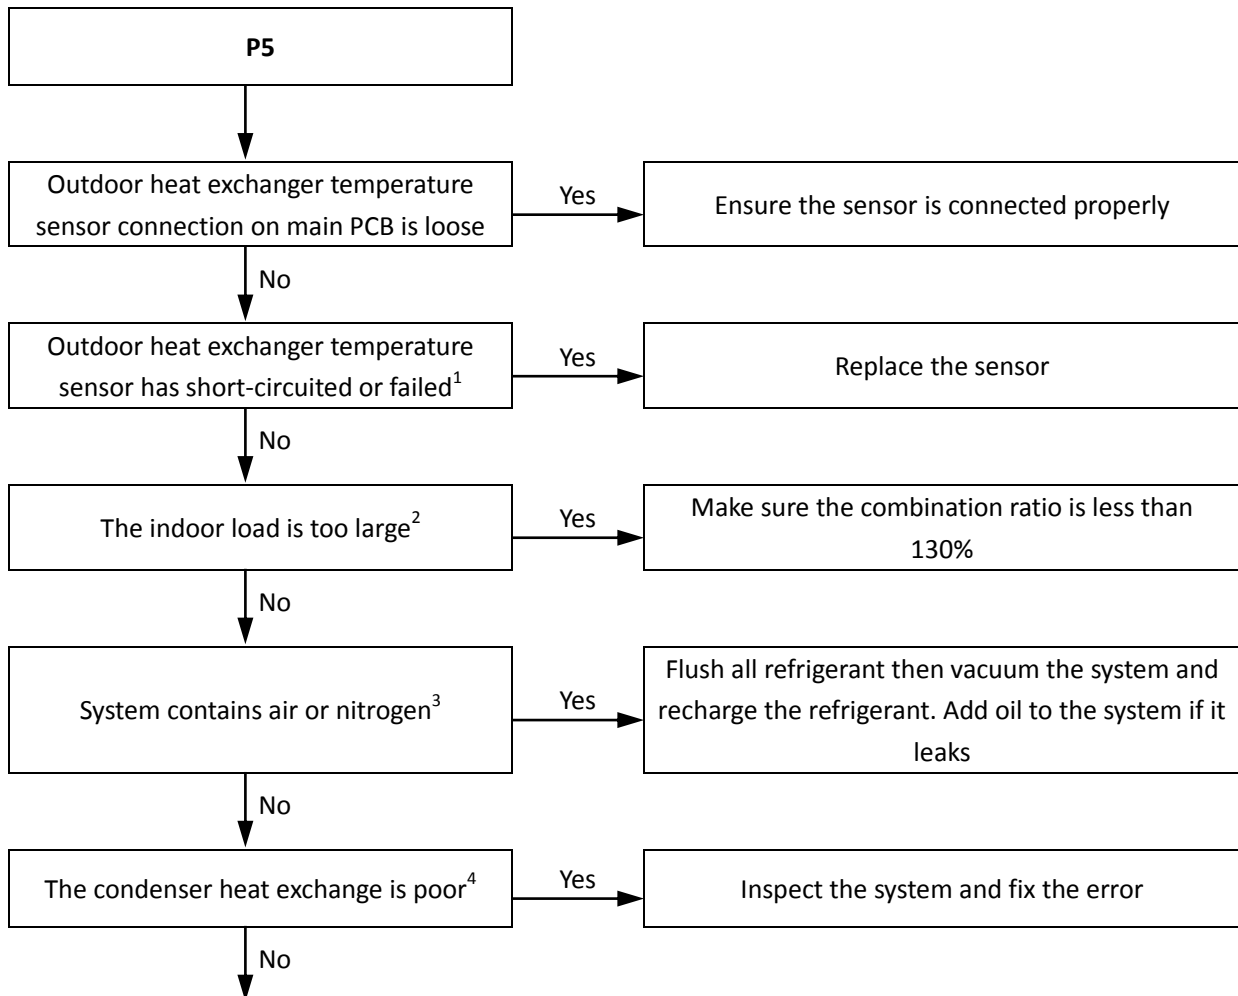 P5
Outdoor heat exchanger temperature
sensor connection on main PCB is loose
Yes
Ensure the sensor is connected properly
No
Outdoor heat exchanger temperature
sensor has short-circuited or failed1
Yes
Replace the sensor
No
The indoor load is too large2
Yes
Make sure the combination ratio is less than
130%
No
System contains air or nitrogen3
Yes
Flush all refrigerant then vacuum the system and
recharge the refrigerant. Add oil to the system if it
leaks
No
The condenser heat exchange is poor4
Yes
Inspect the system and fix the error
No